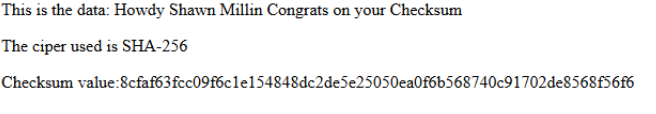 This is the data: Howdy Shawn Millin Congrats on your Checksum
The ciper used is SHA-256
Checksum value:8cfaf63fcc09f6c1e154848dc2de5e25050ea0f6b568740c91702de8568f56f6